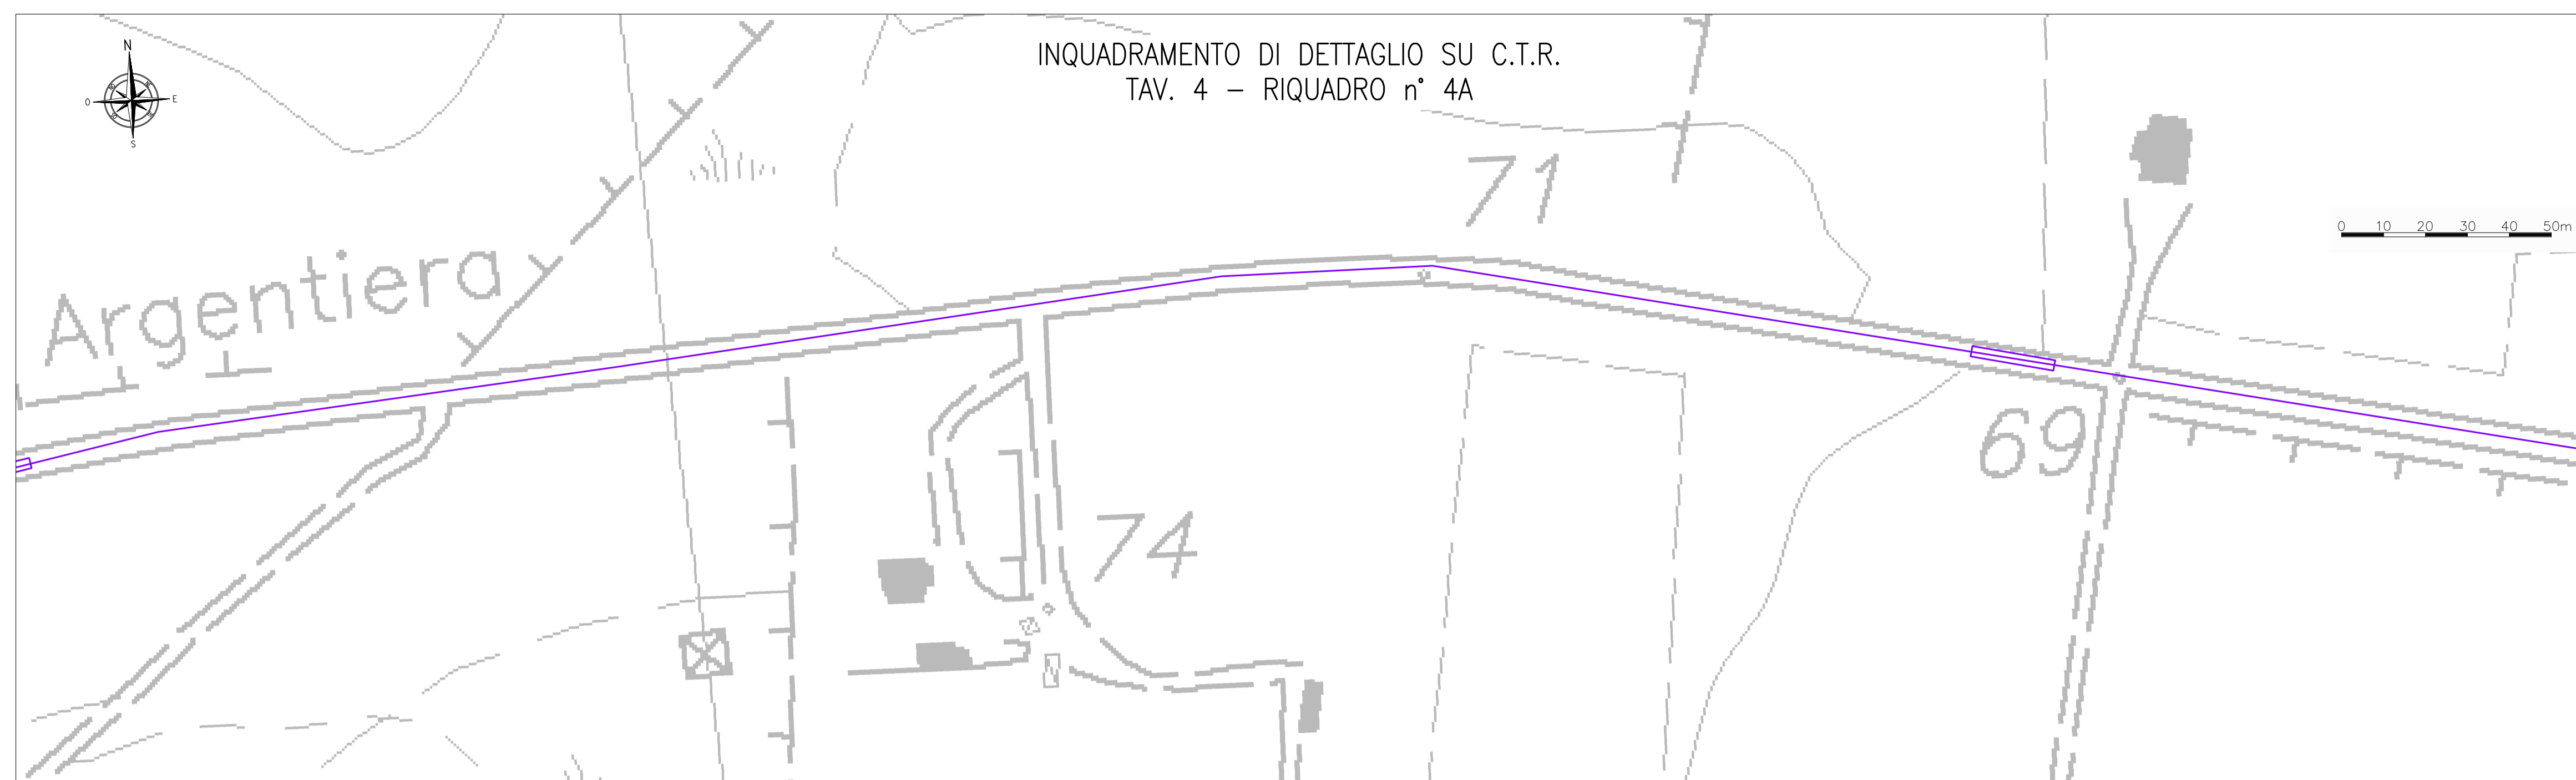 INQUADRAMENTO DI DETTAGLIO SU C.T.R.
TAV. 4 – RIQUADRO n° 4A
N
O
E
S
71
0 10 20 30 40 50m
Argentiera
69
74